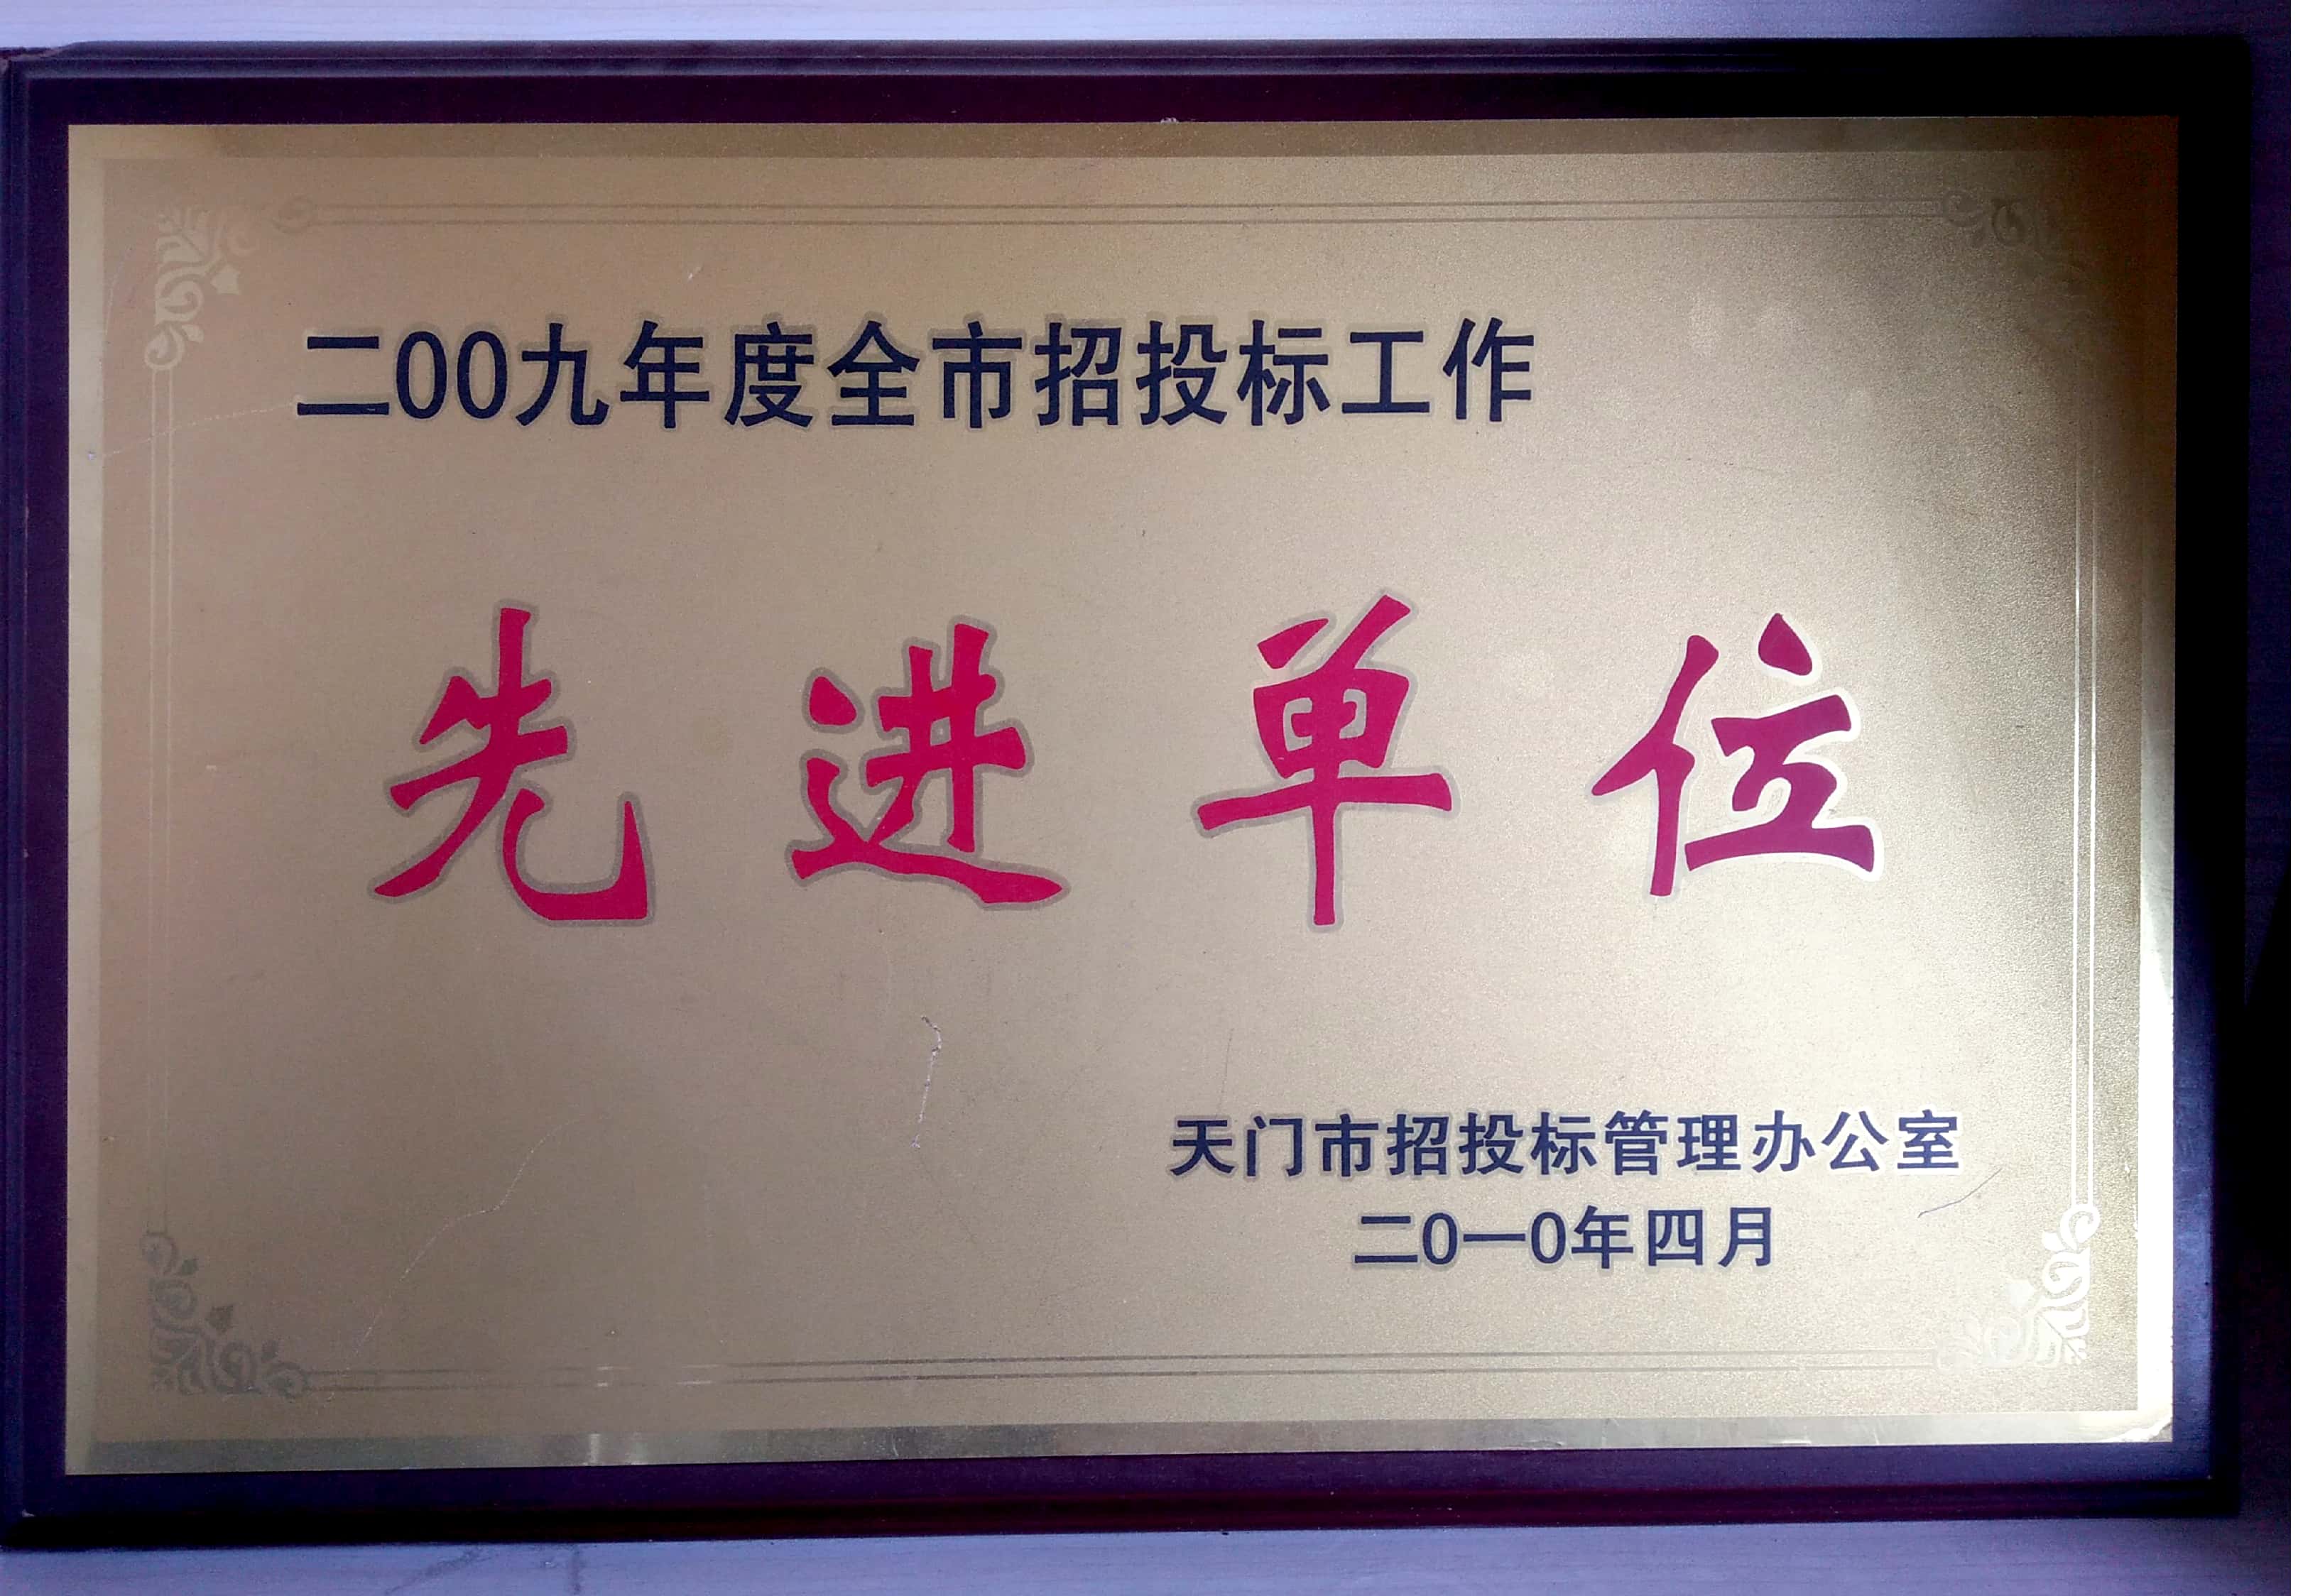 二00九年度全市招投标工作
先进单位
天门市招投标管理办公室
二0一0年四月